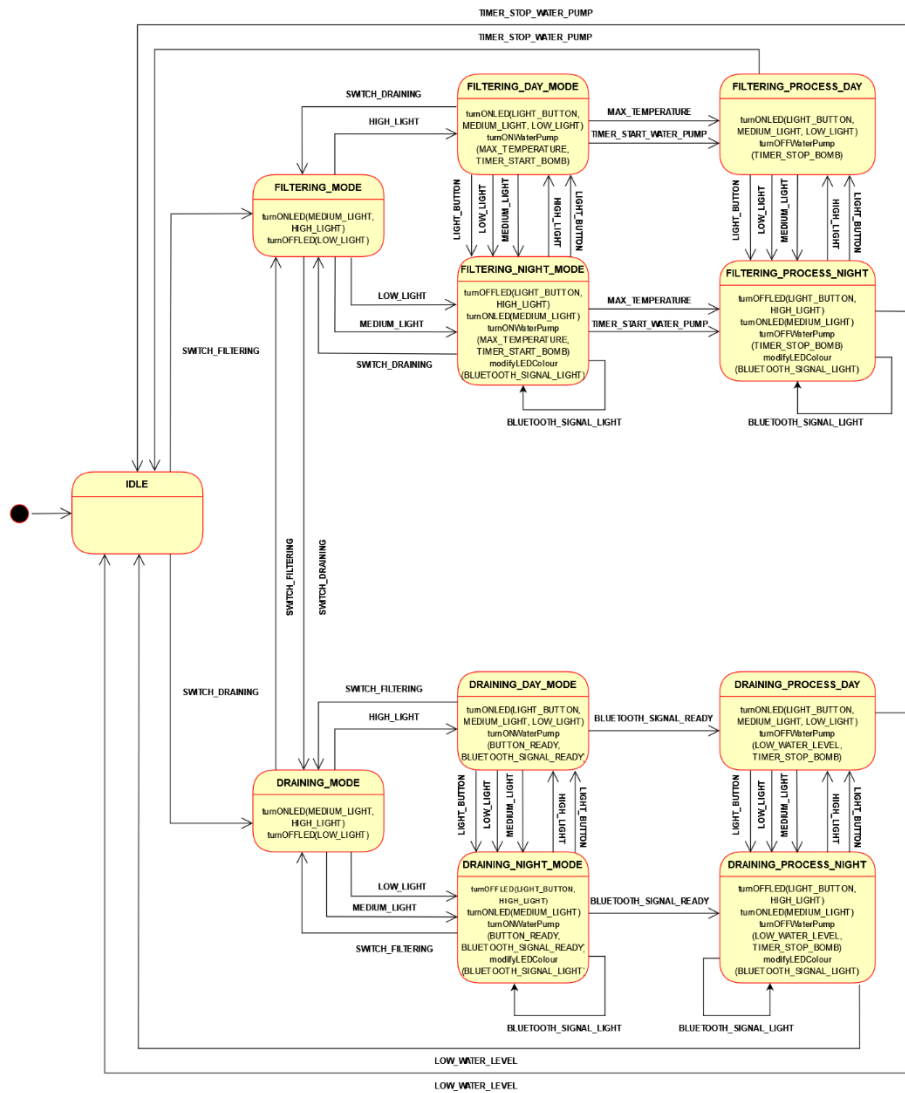 TIMER_STOP_WATER_PUMP
TIMER_STOP_WATER_PUMP
FILTERING_DAY_MODE
turnONLED(LIGHT_BUTTON,
MEDIUM_LIGHT, LOW_LIGHT)
turnONWaterPump
(MAX_TEMPERATURE,
TIMER_START_BOMB)
FILTERING_PROCESS_DAY
turnONLED(LIGHT_BUTTON,
MEDIUM_LIGHT, LOW_LIGHT)
turnOFFWaterPump
(TIMER_STOP_BOMB)
SWITCH_DRAINING
HIGH_LIGHT
MAX_TEMPERATURE
TIMER_START_WATER_PUMP
FILTERING_MODE
turnONLED(MEDIUM_LIGHT,
HIGH_LIGHT)
turnOFFLED(LOW_LIGHT)
LIGHT_BUTTON
LOW_LIGHT
MEDIUM_LIGHT
HIGH_LIGHT
LIGHT_BUTTON
LIGHT_BUTTON
LOW_LIGHT
MEDIUM_LIGHT
HIGH_LIGHT
LIGHT_BUTTON
FILTERING_NIGHT_MODE
turnOFFLED(LIGHT_BUTTON,
HIGH_LIGHT)
turnONLED(MEDIUM_LIGHT)
turnONWaterPump
(MAX_TEMPERATURE,
TIMER_START_BOMB)
modifyLEDColour
(BLUETOOTH_SIGNAL_LIGHT)
FILTERING_PROCESS_NIGHT
turnOFFLED(LIGHT_BUTTON,
HIGH_LIGHT)
turnONLED(MEDIUM_LIGHT)
turnOFFWaterPump
(TIMER_STOP_BOMB)
modifyLEDColour
(BLUETOOTH_SIGNAL_LIGHT)
LOW_LIGHT
MEDIUM_LIGHT
SWITCH_DRAINING
MAX_TEMPERATURE
TIMER_START_WATER_PUMP
BLUETOOTH_SIGNAL_LIGHT
BLUETOOTH_SIGNAL_LIGHT
SWITCH_FILTERING
IDLE
SWITCH_FILTERING
SWITCH_DRAINING
SWITCH_DRAINING
SWITCH_FILTERING
HIGH_LIGHT
DRAINING_DAY_MODE
turnONLED(LIGHT_BUTTON,
MEDIUM_LIGHT, LOW_LIGHT)
turnONWaterPump
(BUTTON_READY,
BLUETOOTH_SIGNAL_READY,
BLUETOOTH_SIGNAL_READY
DRAINING_PROCESS_DAY
turnONLED(LIGHT_BUTTON,
MEDIUM_LIGHT, LOW_LIGHT)
turnOFFWaterPump
(LOW_WATER_LEVEL,
TIMER_STOP_BOMB)
DRAINING_MODE
turnONLED(MEDIUM_LIGHT,
HIGH_LIGHT)
turnOFFLED(LOW_LIGHT)
LIGHT_BUTTON
LOW_LIGHT
MEDIUM_LIGHT
HIGH_LIGHT
LIGHT_BUTTON
LIGHT_BUTTON
LOW_LIGHT
MEDIUM_LIGHT
HIGH_LIGHT
LIGHT_BUTTON
DRAINING_NIGHT_MODE
turnOFFLED(LIGHT_BUTTON,
HIGH_LIGHT)
turnONLED(MEDIUM_LIGHT)
turnONWaterPump
(BUTTON_READY,
BLUETOOTH_SIGNAL_READY,
modifyLEDColour
(BLUETOOTH_SIGNAL_LIGHT)
DRAINING_PROCESS_NIGHT
turnOFFLED(LIGHT_BUTTON,
HIGH_LIGHT)
turnONLED(MEDIUM_LIGHT)
turnOFFWaterPump
(LOW_WATER_LEVEL,
TIMER_STOP_BOMB)
modifyLEDColour
(BLUETOOTH_SIGNAL_LIGHT)
LOW_LIGHT
MEDIUM_LIGHT
SWITCH_FILTERING
BLUETOOTH_SIGNAL_READY
BLUETOOTH_SIGNAL_LIGHT
BLUETOOTH_SIGNAL_LIGHT
LOW_WATER_LEVEL
LOW_WATER_LEVEL